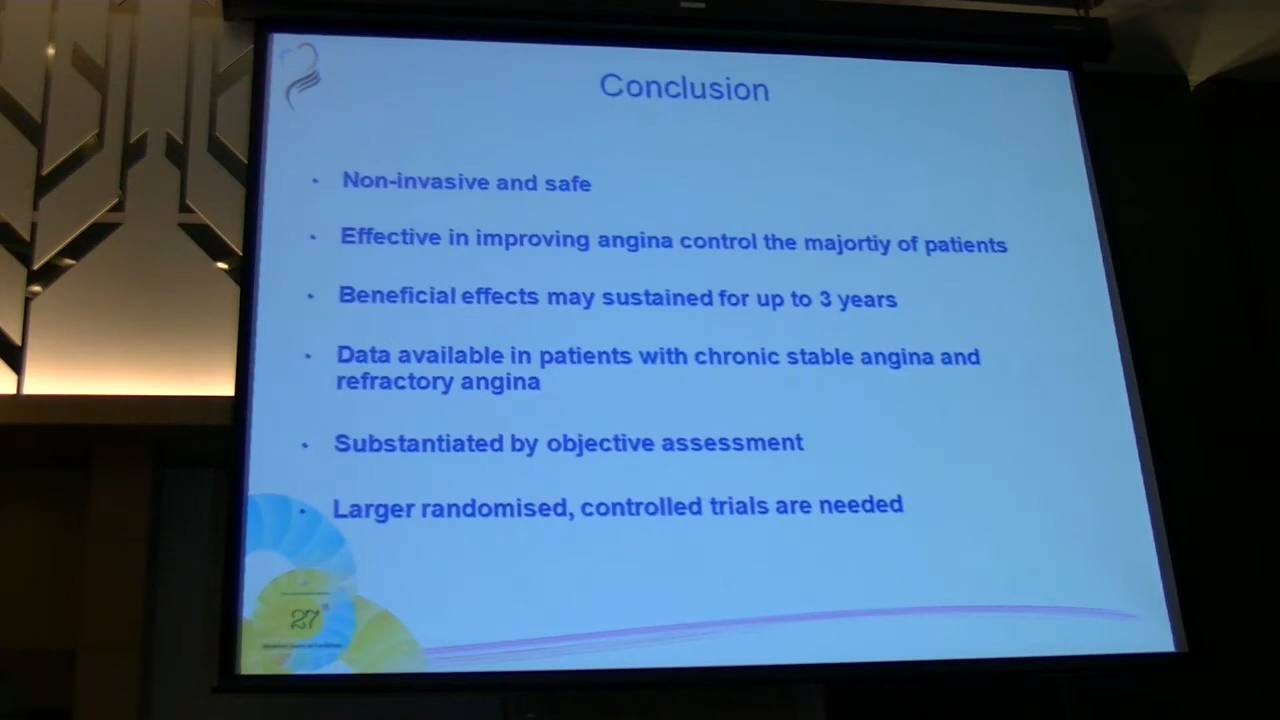 Conclusion
• Non-invasive and safe
• Effective in improving angina control the majortiy of patients
• Beneficial effects may sustained for up to 3 years
• Data available in patients with chronic stable angina and
refractory angina
• Substantiated by objective assessment
• Larger randomised, controlled trials are needed
27